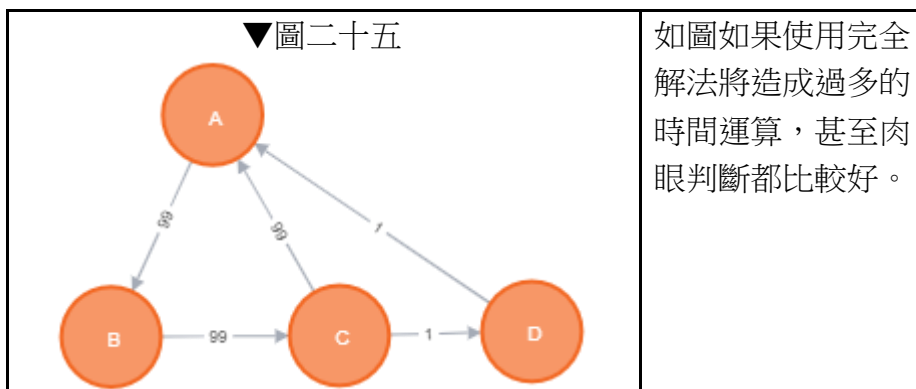 ▼圖二十五
如圖如果使用完全
解法將造成過多的
時間運算,甚至肉
眼判斷都比較好。
A
99
99
1
B
99
C
1
D